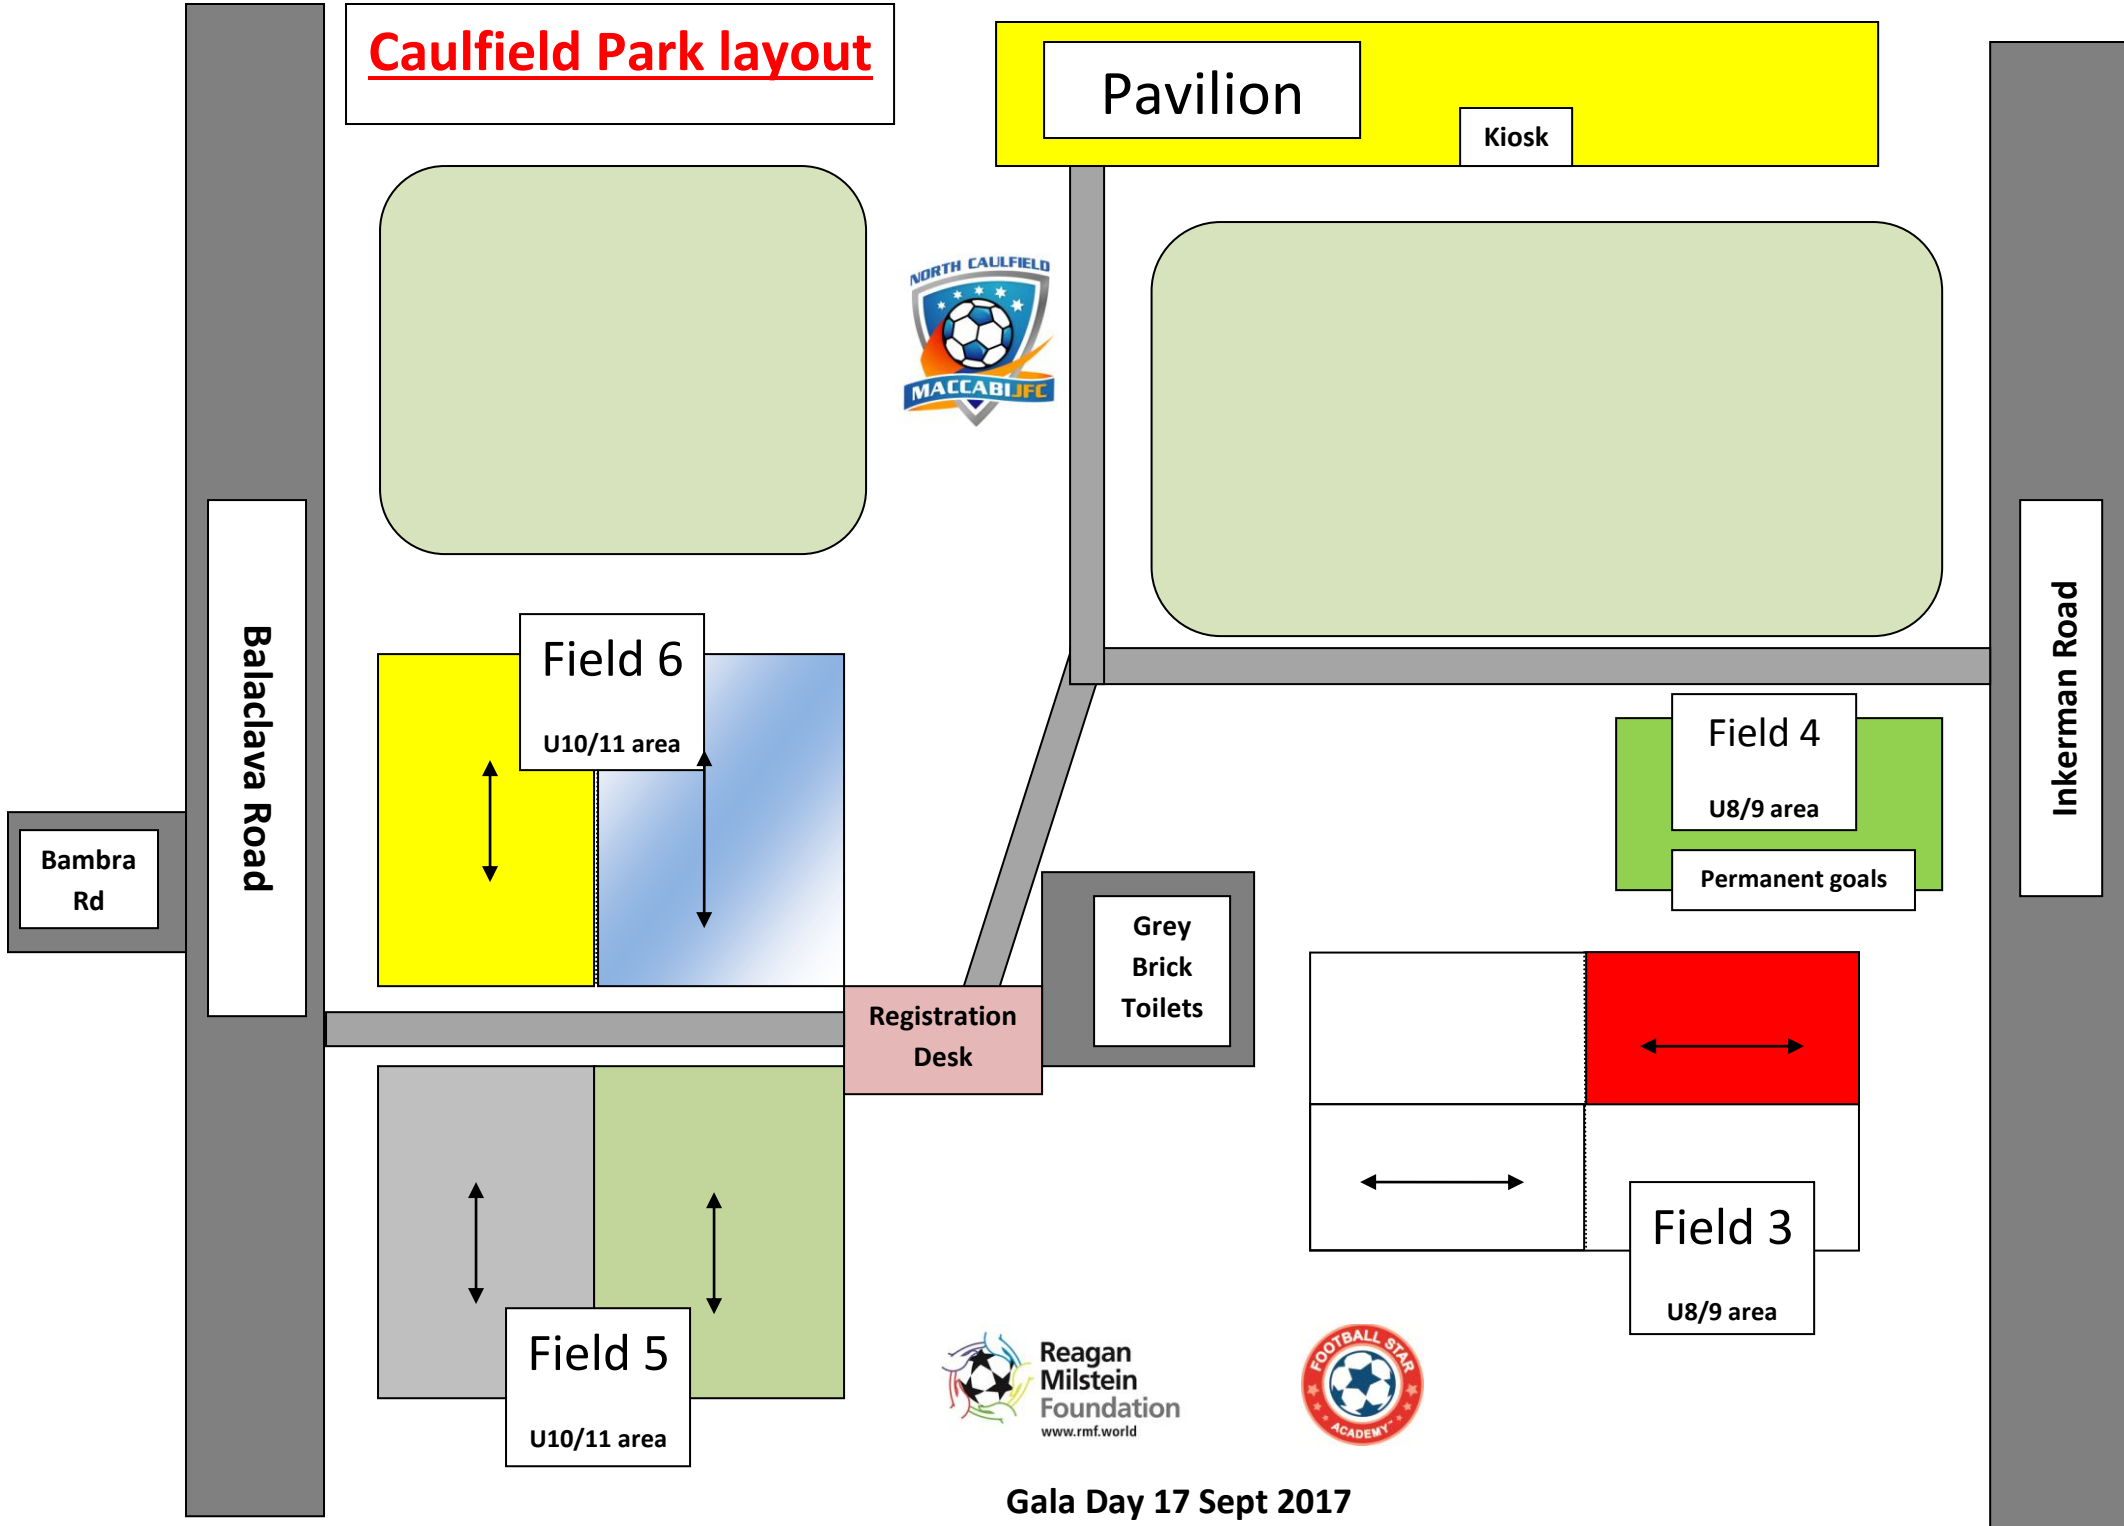 Caulfield Park layout
Pavilion
Kiosk
NORTH CAULFIELD
MACCABI JFC
Balaclava Road
Inkerman Road
Field 6
U10/11 area
Field 4
U8/9 area
Permanent goals
Bambra
Rd
Grey
Brick
Toilets
Registration
Desk
Field 3
U8/9 area
Field 5
U10/11 area
Reagan
Milstein
Foundation
www.rmf.world
FOOTBALL STAR
ACADEMY™
Gala Day 17 Sept 2017